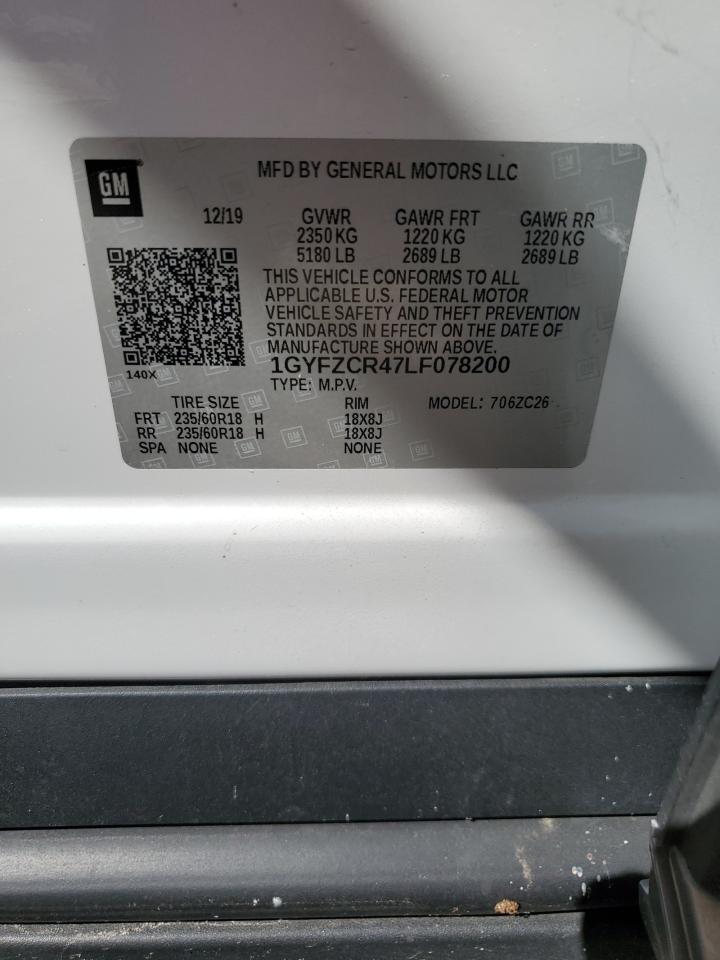 GM
MFD BY GENERAL MOTORS LLC
12/19 GVWR GAWR FRT GAWR RR
2350 KG 1220 KG 1220 KG
5180 LB 2689 LB 2689 LB
THIS VEHICLE CONFORMS TO ALL
APPLICABLE U.S. FEDERAL MOTOR
VEHICLE SAFETY AND THEFT PREVENTION
STANDARDS IN EFFECT ON THE DATE OF
MANUFACTURE SHOWN ABOVE.
140X 1GYFZCR47LF078200
TYPE: M.P.V.
TIRE SIZE RIM MODEL: 706ZC26
FRT 235/60R18 H 18X8J
RR 235/60R18 H 18X8J
SPA NONE NONE